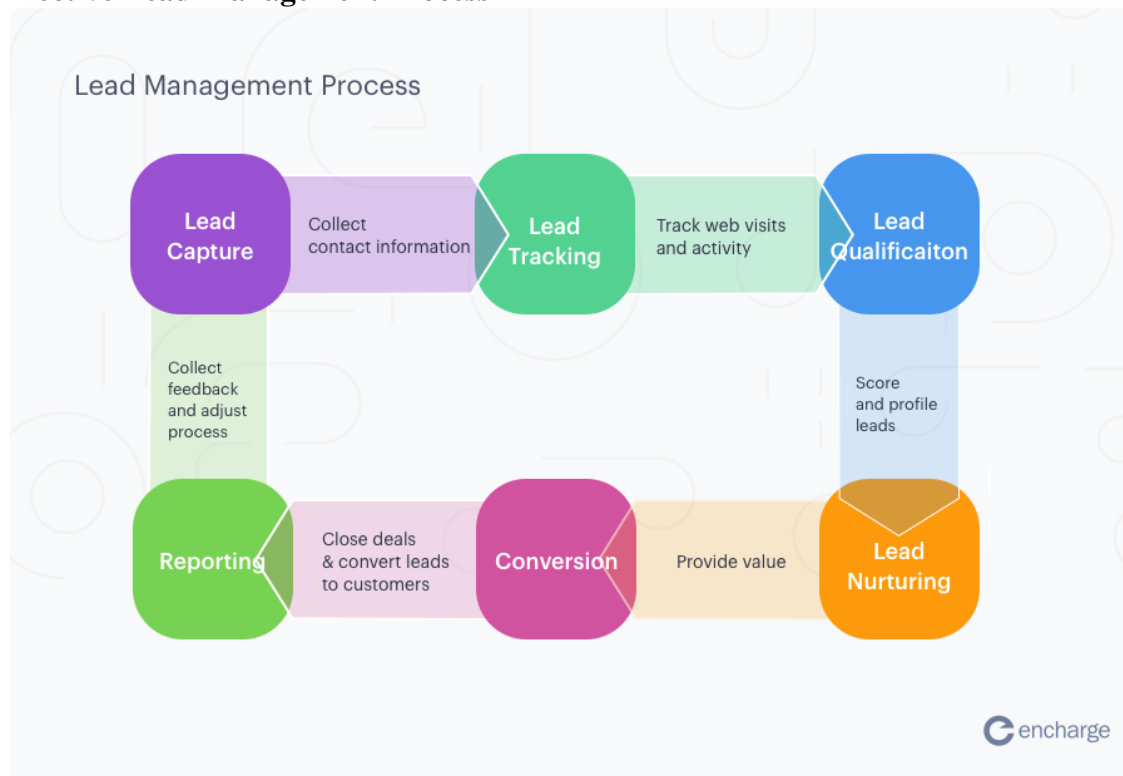 Lead Management Process
Lead
Capture
Collect
contact information
Lead
Tracking
Track web visits
and activity
Lead
Qualificaiton
Score
and profile
leads
Lead
Nurturing
Provide value
Conversion
Close deals
& convert leads
to customers
Reporting
Collect
feedback
and adjust
process
encharge